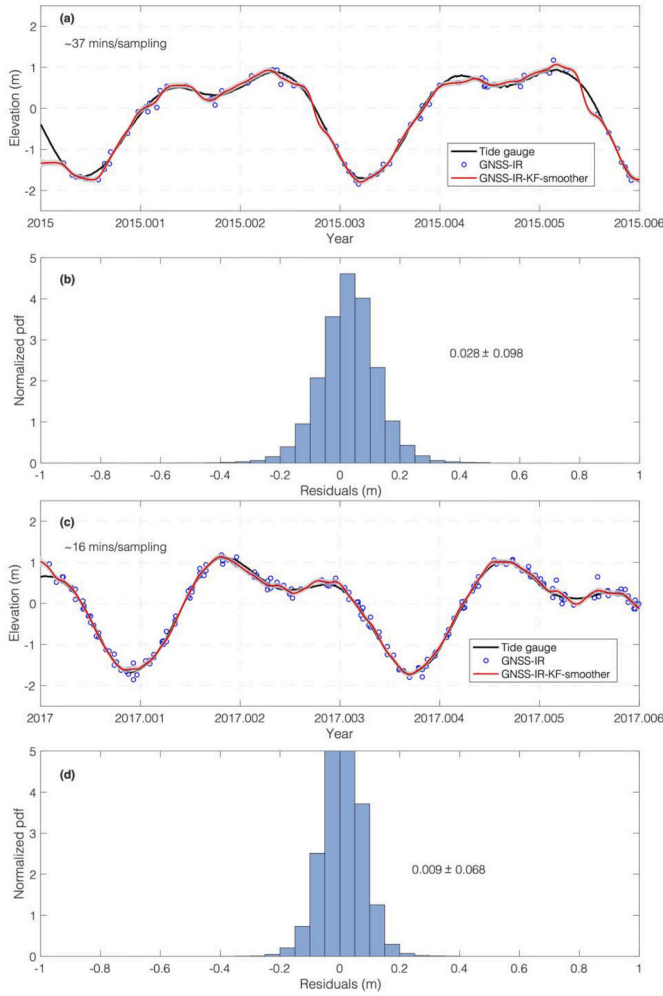 (a)
~37 mins/sampling
Elevation (m)
2
1
0
-1
-2
Tide gauge
GNSS-IR
GNSS-IR-KF-smoother
2015 2015.001 2015.002 2015.003 2015.004 2015.005 2015.006
Year
(b)
Normalized pdf
5
4
3
2
1
0
0.028 ± 0.098
-1 -0.8 -0.6 -0.4 -0.2 0 0.2 0.4 0.6 0.8 1
Residuals (m)
(c)
~16 mins/sampling
Elevation (m)
2
1
0
-1
-2
Tide gauge
GNSS-IR
GNSS-IR-KF-smoother
2017 2017.001 2017.002 2017.003 2017.004 2017.005 2017.006
Year
(d)
Normalized pdf
5
4
3
2
1
0
0.009 ± 0.068
-1 -0.8 -0.6 -0.4 -0.2 0 0.2 0.4 0.6 0.8 1
Residuals (m)